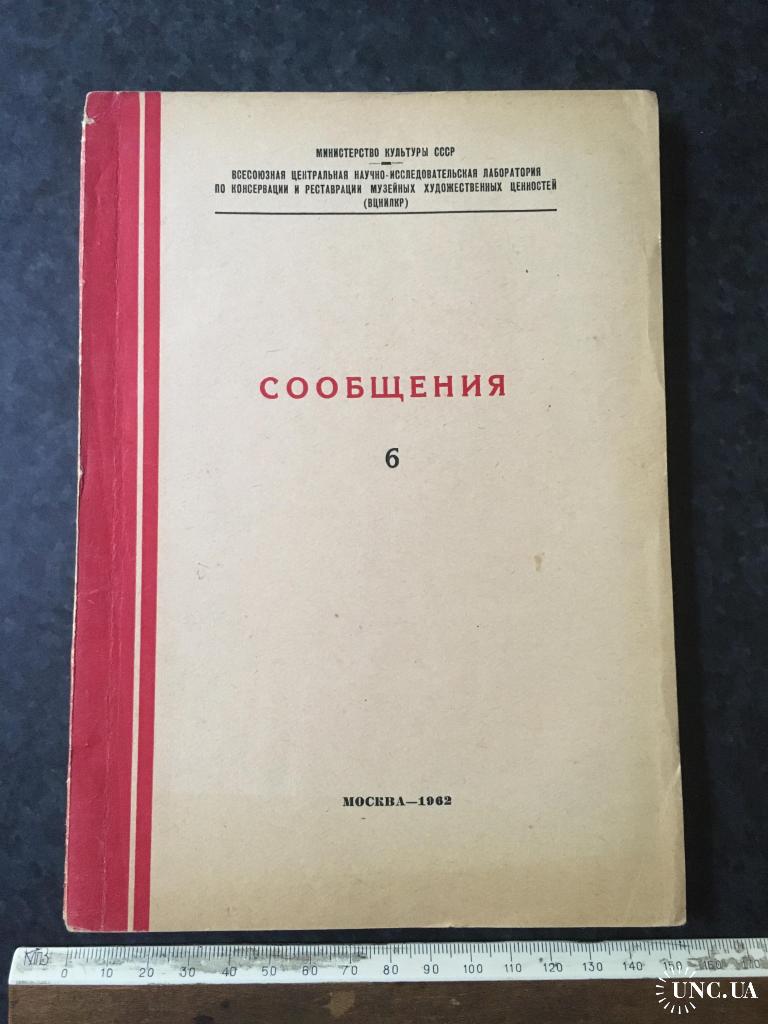 МИНИСТЕРСТВО КУЛЬТУРЫ СССР
ВСЕСОЮЗНАЯ ЦЕНТРАЛЬНАЯ НАУЧНО-ИССЛЕДОВАТЕЛЬСКАЯ ЛАБОРАТОРИЯ
ПО КОНСЕРВАЦИИ И РЕСТАВРАЦИИ МУЗЕЙНЫХ ХУДОЖЕСТВЕННЫХ ЦЕННОСТЕЙ
(ВЦНИЛКР)
СООБЩЕНИЯ
6
МОСКВА—1962
0 10 20 30 40 50 60 70 80 90 100 110 120 130 140 150 160 170
UNC.UA